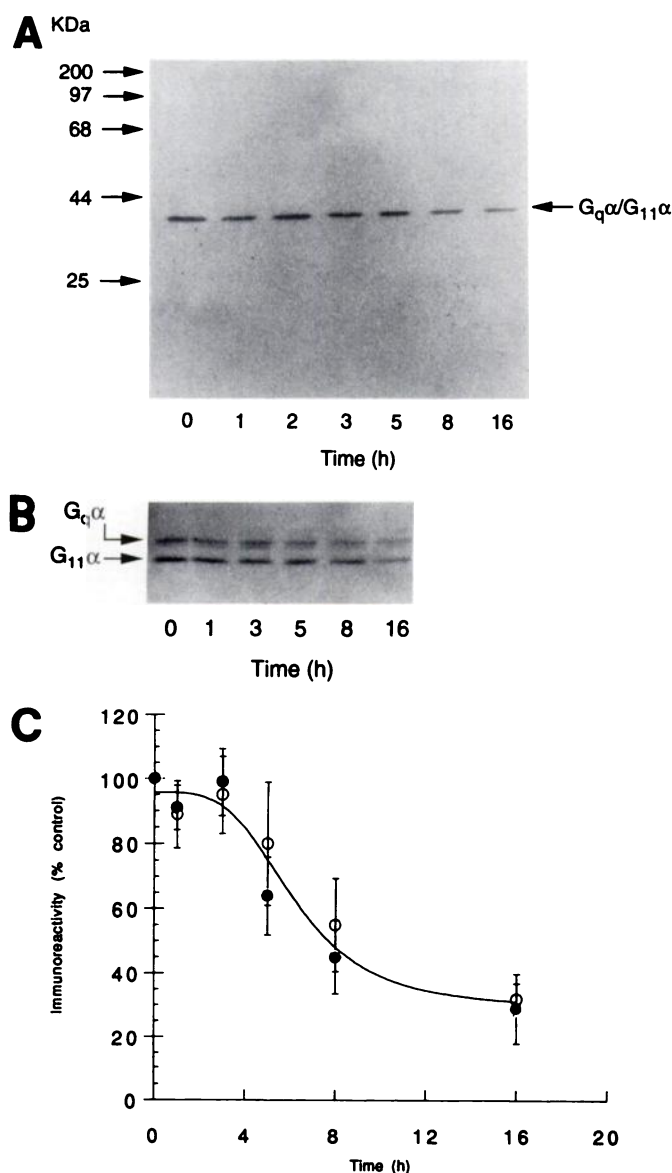 A KDa
200
97
68
44
Gqα/G11α
25
0 1 2 3 5 8 16
Time (h)
B
Gqα
G11α
0 1 3 5 8 16
Time (h)
C
120
100
80
60
40
20
0
Immunoreactivity (% control)
0 4 8 12 16 20
Time (h)